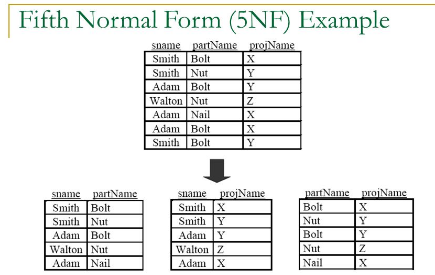 Fifth Normal Form (5NF) Example
sname partName projName
Smith Bolt X
Smith Nut Y
Adam Bolt Y
Walton Nut Z
Adam Nail X
Adam Bolt X
Smith Bolt Y
sname partName
Smith Bolt
Smith Nut
Adam Bolt
Walton Nut
Adam Nail
sname projName
Smith X
Smith Y
Adam Y
Walton Z
Adam X
partName projName
Bolt X
Nut Y
Bolt Y
Nut Z
Nail X